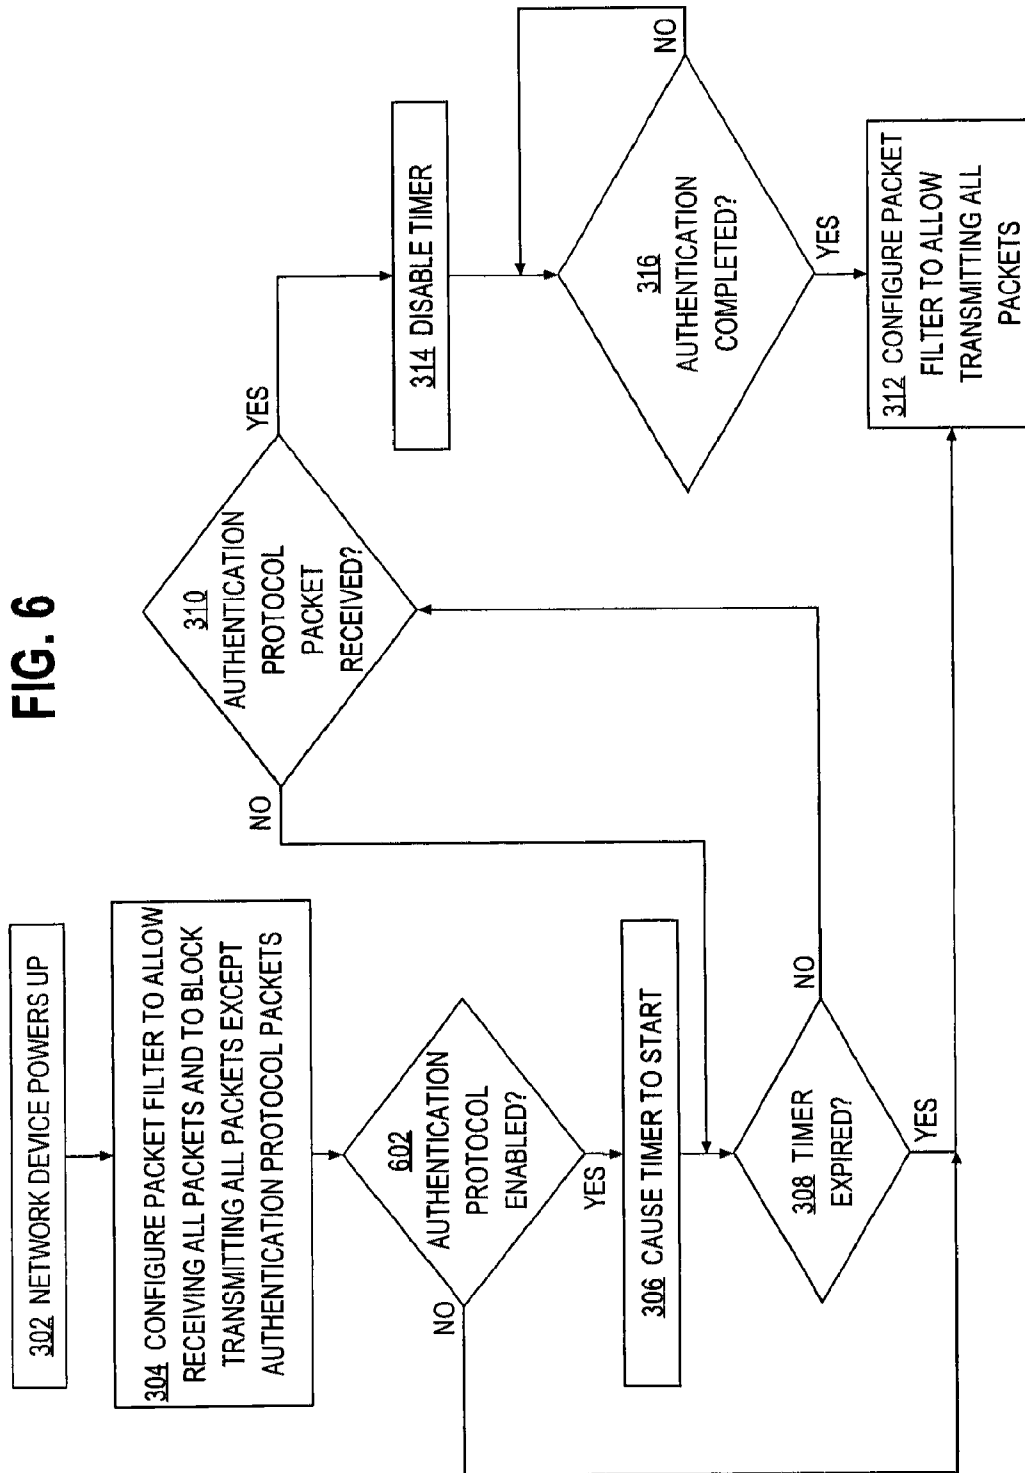 FIG. 6
302 NETWORK DEVICE POWERS UP
304 CONFIGURE PACKET FILTER TO ALLOW
RECEIVING ALL PACKETS AND TO BLOCK
TRANSMITTING ALL PACKETS EXCEPT
AUTHENTICATION PROTOCOL PACKETS
602
AUTHENTICATION
PROTOCOL
ENABLED?
NO
YES
306 CAUSE TIMER TO START
308 TIMER
EXPIRED?
NO
YES
310
AUTHENTICATION
PROTOCOL
PACKET
RECEIVED?
NO
YES
314 DISABLE TIMER
316
AUTHENTICATION
COMPLETED?
NO
YES
312 CONFIGURE PACKET
FILTER TO ALLOW
TRANSMITTING ALL
PACKETS